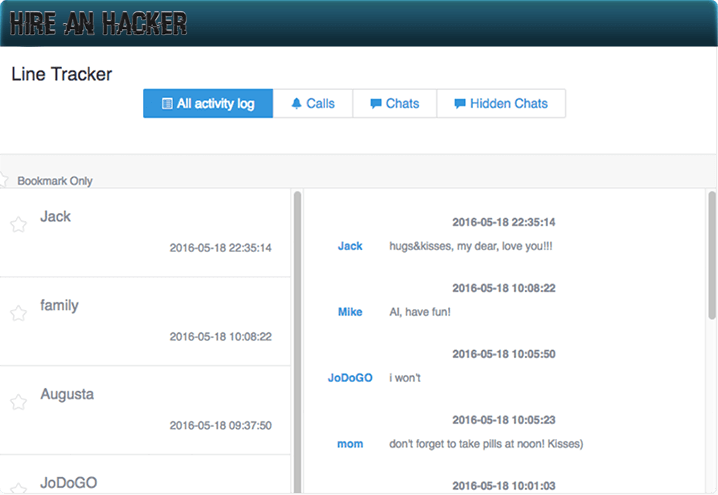 HIRE AN HACKER
Line Tracker
All activity log
Calls
Chats
Hidden Chats
Bookmark Only
Jack
2016-05-18 22:35:14
family
2016-05-18 10:08:22
Augusta
2016-05-18 09:37:50
JoDoGO
2016-05-18 22:35:14
Jack hugs&kisses, my dear, love you!!!
2016-05-18 10:08:22
Mike Al, have fun!
2016-05-18 10:05:50
JoDoGO i won't
2016-05-18 10:05:23
mom don't forget to take pills at noon! Kisses)
2016-05-18 10:01:03